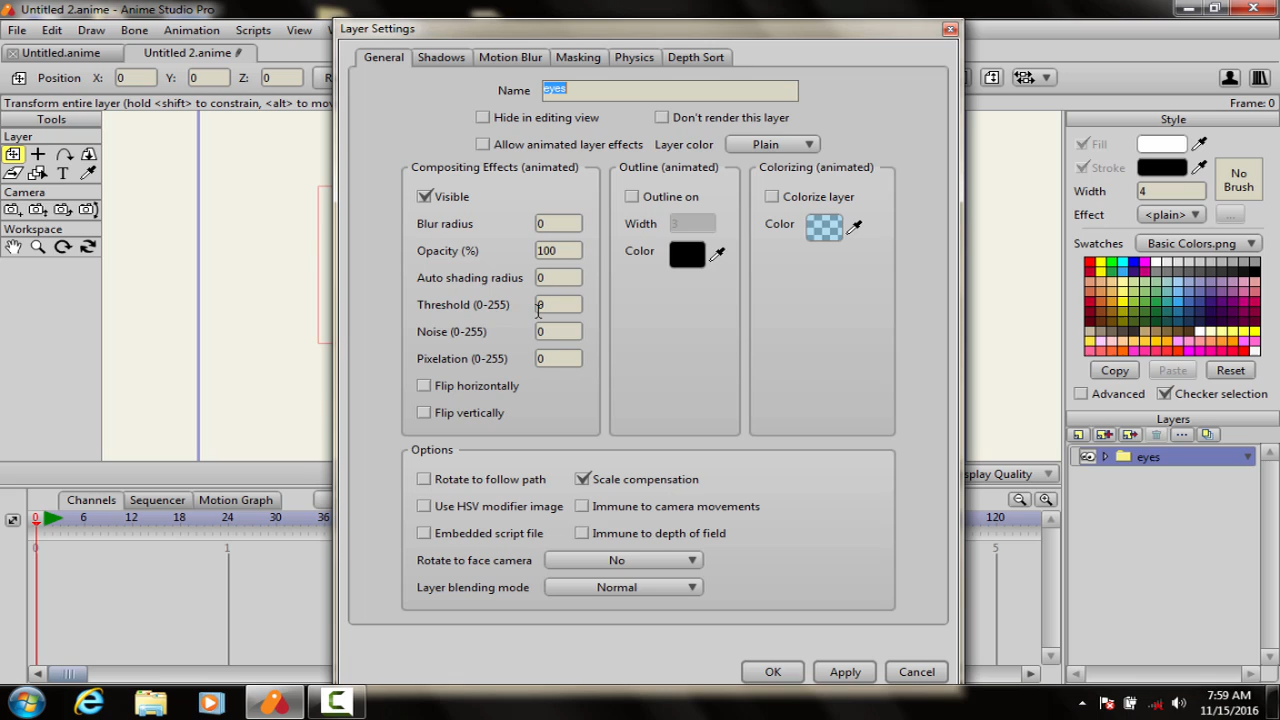 Untitled 2.anime * - Anime Studio Pro
File Edit Draw Bone Animation Scripts View
Untitled.anime Untitled 2.anime
Position X: 0 Y: 0 Z: 0 R
Transform entire layer (hold <shift> to constrain, <alt> to mov
Frame: 0
Tools
Layer
Camera
Workspace
Layer Settings
General Shadows Motion Blur Masking Physics Depth Sort
Name eyes
Hide in editing view Don't render this layer
Allow animated layer effects Layer color Plain
Compositing Effects (animated)
Visible
Blur radius 0
Opacity (%) 100
Auto shading radius 0
Threshold (0-255) 0
Noise (0-255) 0
Pixelation (0-255) 0
Flip horizontally
Flip vertically
Outline (animated)
Outline on
Width 3
Color
Colorizing (animated)
Colorize layer
Color
Options
Rotate to follow path Scale compensation
Use HSV modifier image Immune to camera movements
Embedded script file Immune to depth of field
Rotate to face camera No
Layer blending mode Normal
OK Apply Cancel
Style
Fill
Stroke
No Brush
Width 4
Effect <plain> ...
Swatches Basic Colors.png
Copy Paste Reset
Advanced Checker selection
Layers
eyes
splay Quality
Channels Sequencer Motion Graph
0 6 12 18 24 30 36 120
0 1 5
7:59 AM
11/15/2016